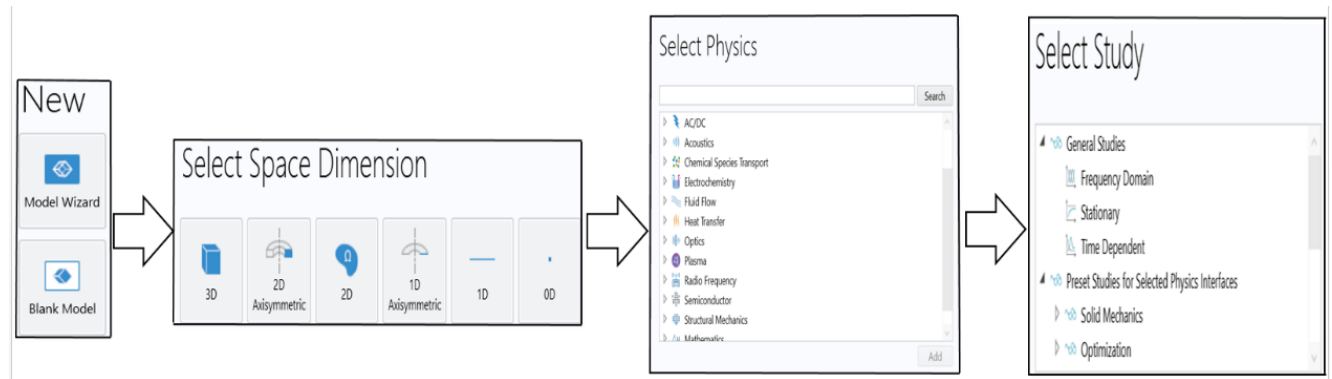 New
Model Wizard
Blank Model
Select Space Dimension
3D
2D
Axisymmetric
2D
1D
Axisymmetric
1D
0D
Select Physics
Search
AC/DC
Acoustics
Chemical Species Transport
Electrochemistry
Fluid Flow
Heat Transfer
Optics
Plasma
Radio Frequency
Semiconductor
Structural Mechanics
Mathematics
Add
Select Study
General Studies
Frequency Domain
Stationary
Time Dependent
Preset Studies for Selected Physics Interfaces
Solid Mechanics
Optimization